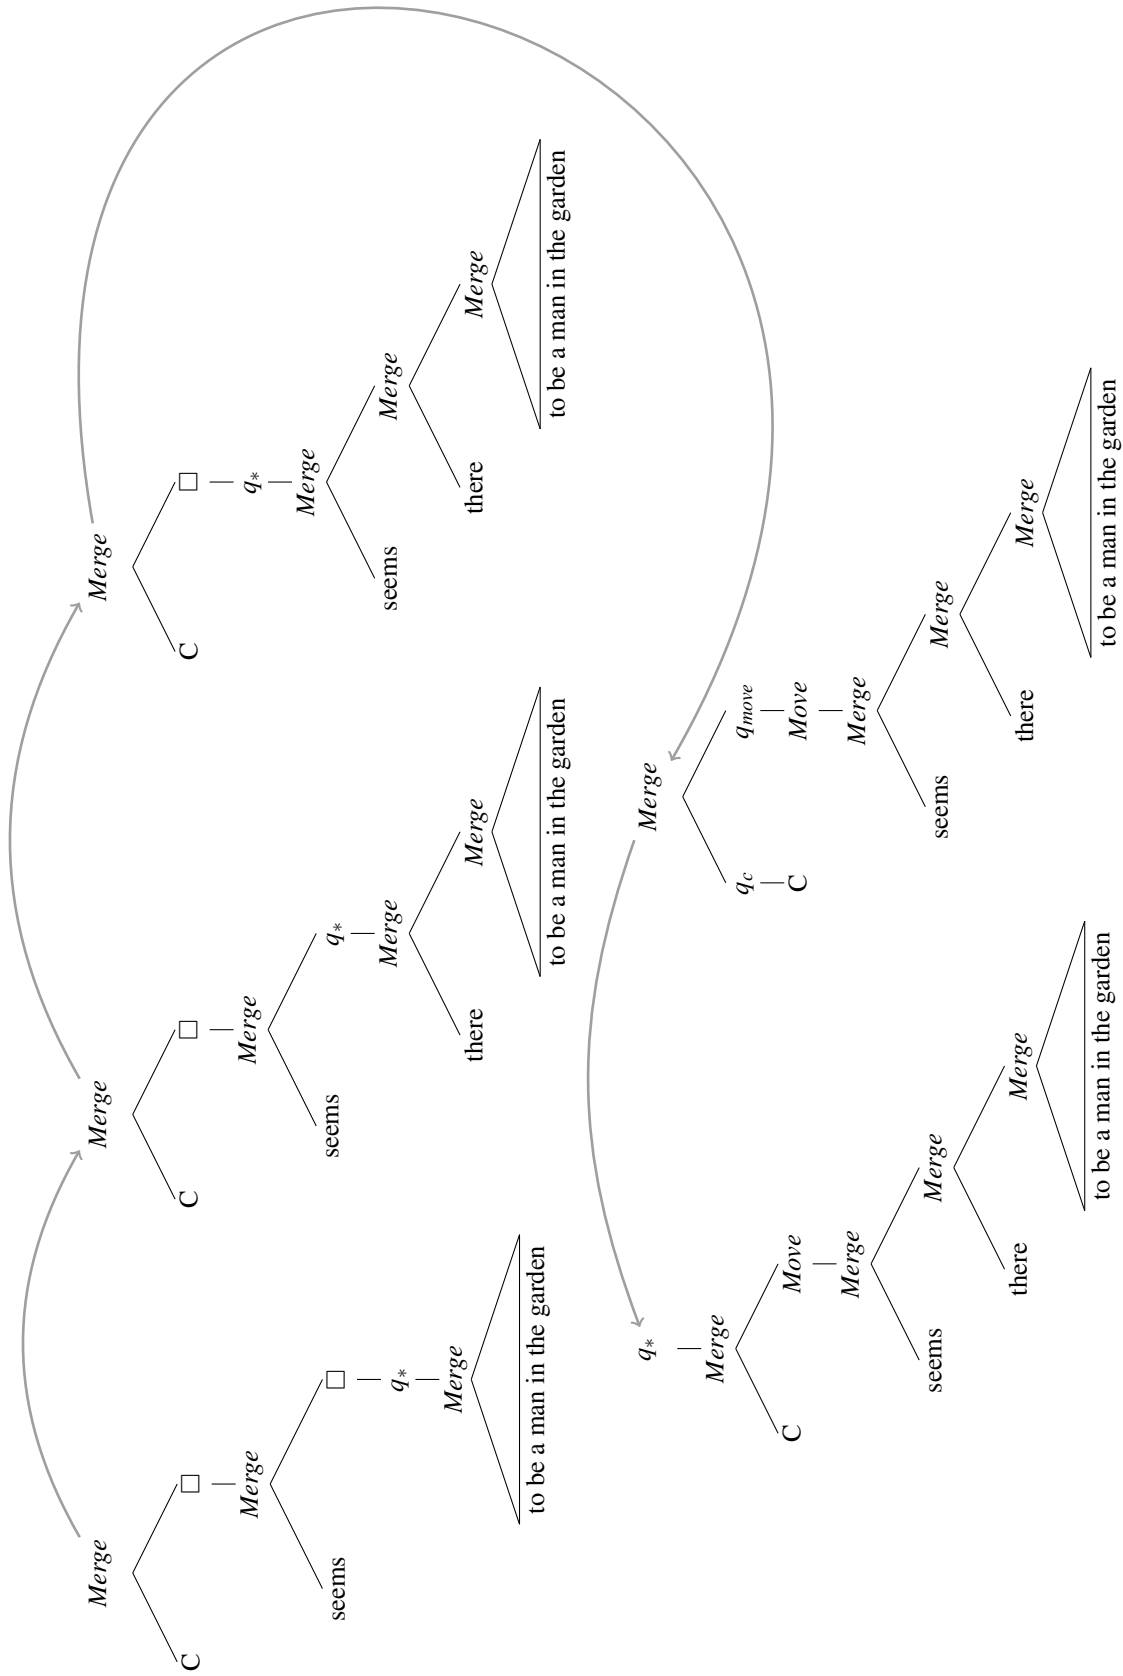 Merge
C □
Merge
seems □
q*
Merge
to be a man in the garden
Merge
C □
Merge
seems q*
Merge
there Merge
to be a man in the garden
Merge
C □
q*
Merge
seems Merge
there Merge
to be a man in the garden
q*
Merge
C Move
Merge
seems Merge
there Merge
to be a man in the garden
Merge
qc qmove
C Move
Merge
seems Merge
there Merge
to be a man in the garden